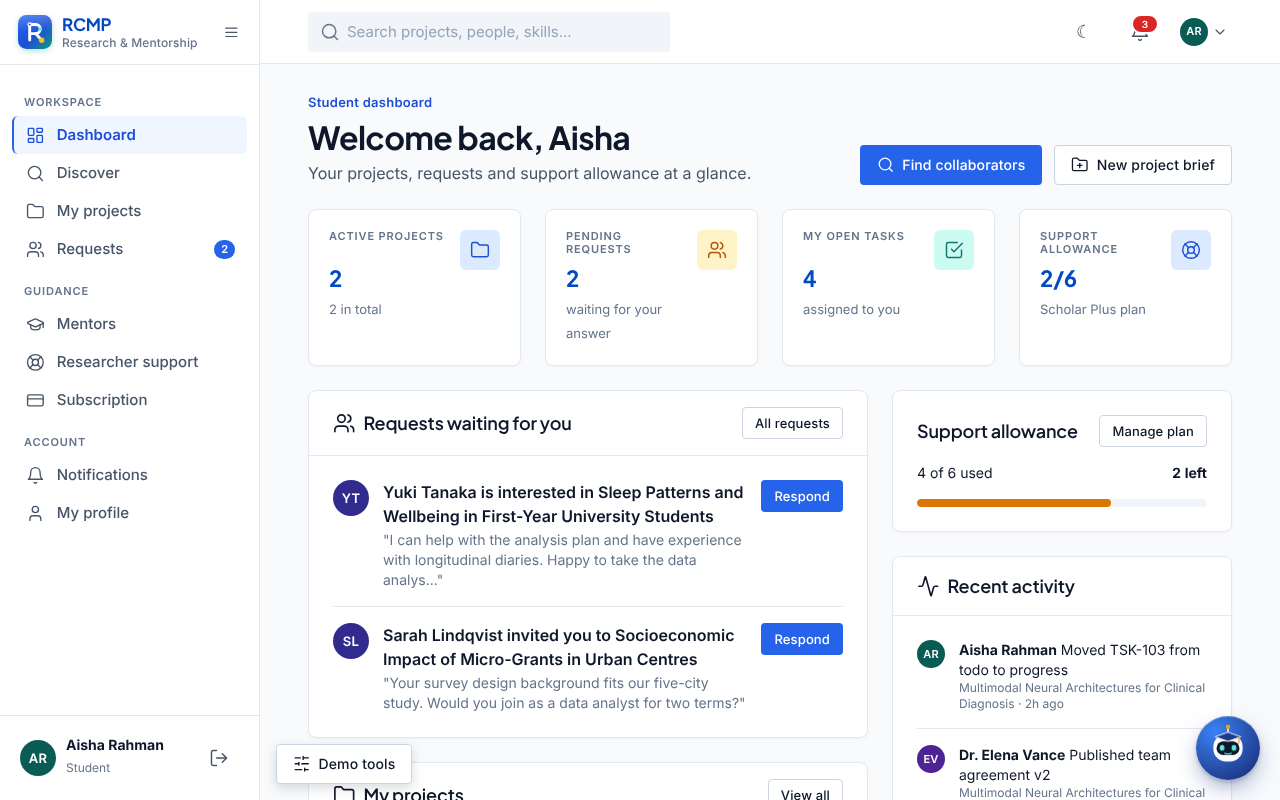 RCMP
Research & Mentorship
Search projects, people, skills...
3
AR
WORKSPACE
Dashboard
Discover
My projects
Requests
2
GUIDANCE
Mentors
Researcher support
Subscription
ACCOUNT
Notifications
My profile
AR
Aisha Rahman
Student
Student dashboard
Welcome back, Aisha
Your projects, requests and support allowance at a glance.
Find collaborators
New project brief
ACTIVE PROJECTS
2
2 in total
PENDING
REQUESTS
2
waiting for your
answer
MY OPEN TASKS
4
assigned to you
SUPPORT
ALLOWANCE
2/6
Scholar Plus plan
Requests waiting for you
All requests
YT
Yuki Tanaka is interested in Sleep Patterns and
Wellbeing in First-Year University Students
"I can help with the analysis plan and have experience
with longitudinal diaries. Happy to take the data
analys..."
Respond
SL
Sarah Lindqvist invited you to Socioeconomic
Impact of Micro-Grants in Urban Centres
"Your survey design background fits our five-city
study. Would you join as a data analyst for two terms?"
Respond
Demo tools
My projects
View all
Support allowance
Manage plan
4 of 6 used
2 left
Recent activity
AR
Aisha Rahman Moved TSK-103 from
todo to progress
Multimodal Neural Architectures for Clinical
Diagnosis · 2h ago
EV
Dr. Elena Vance Published team
agreement v2
Multimodal Neural Architectures for Clinical